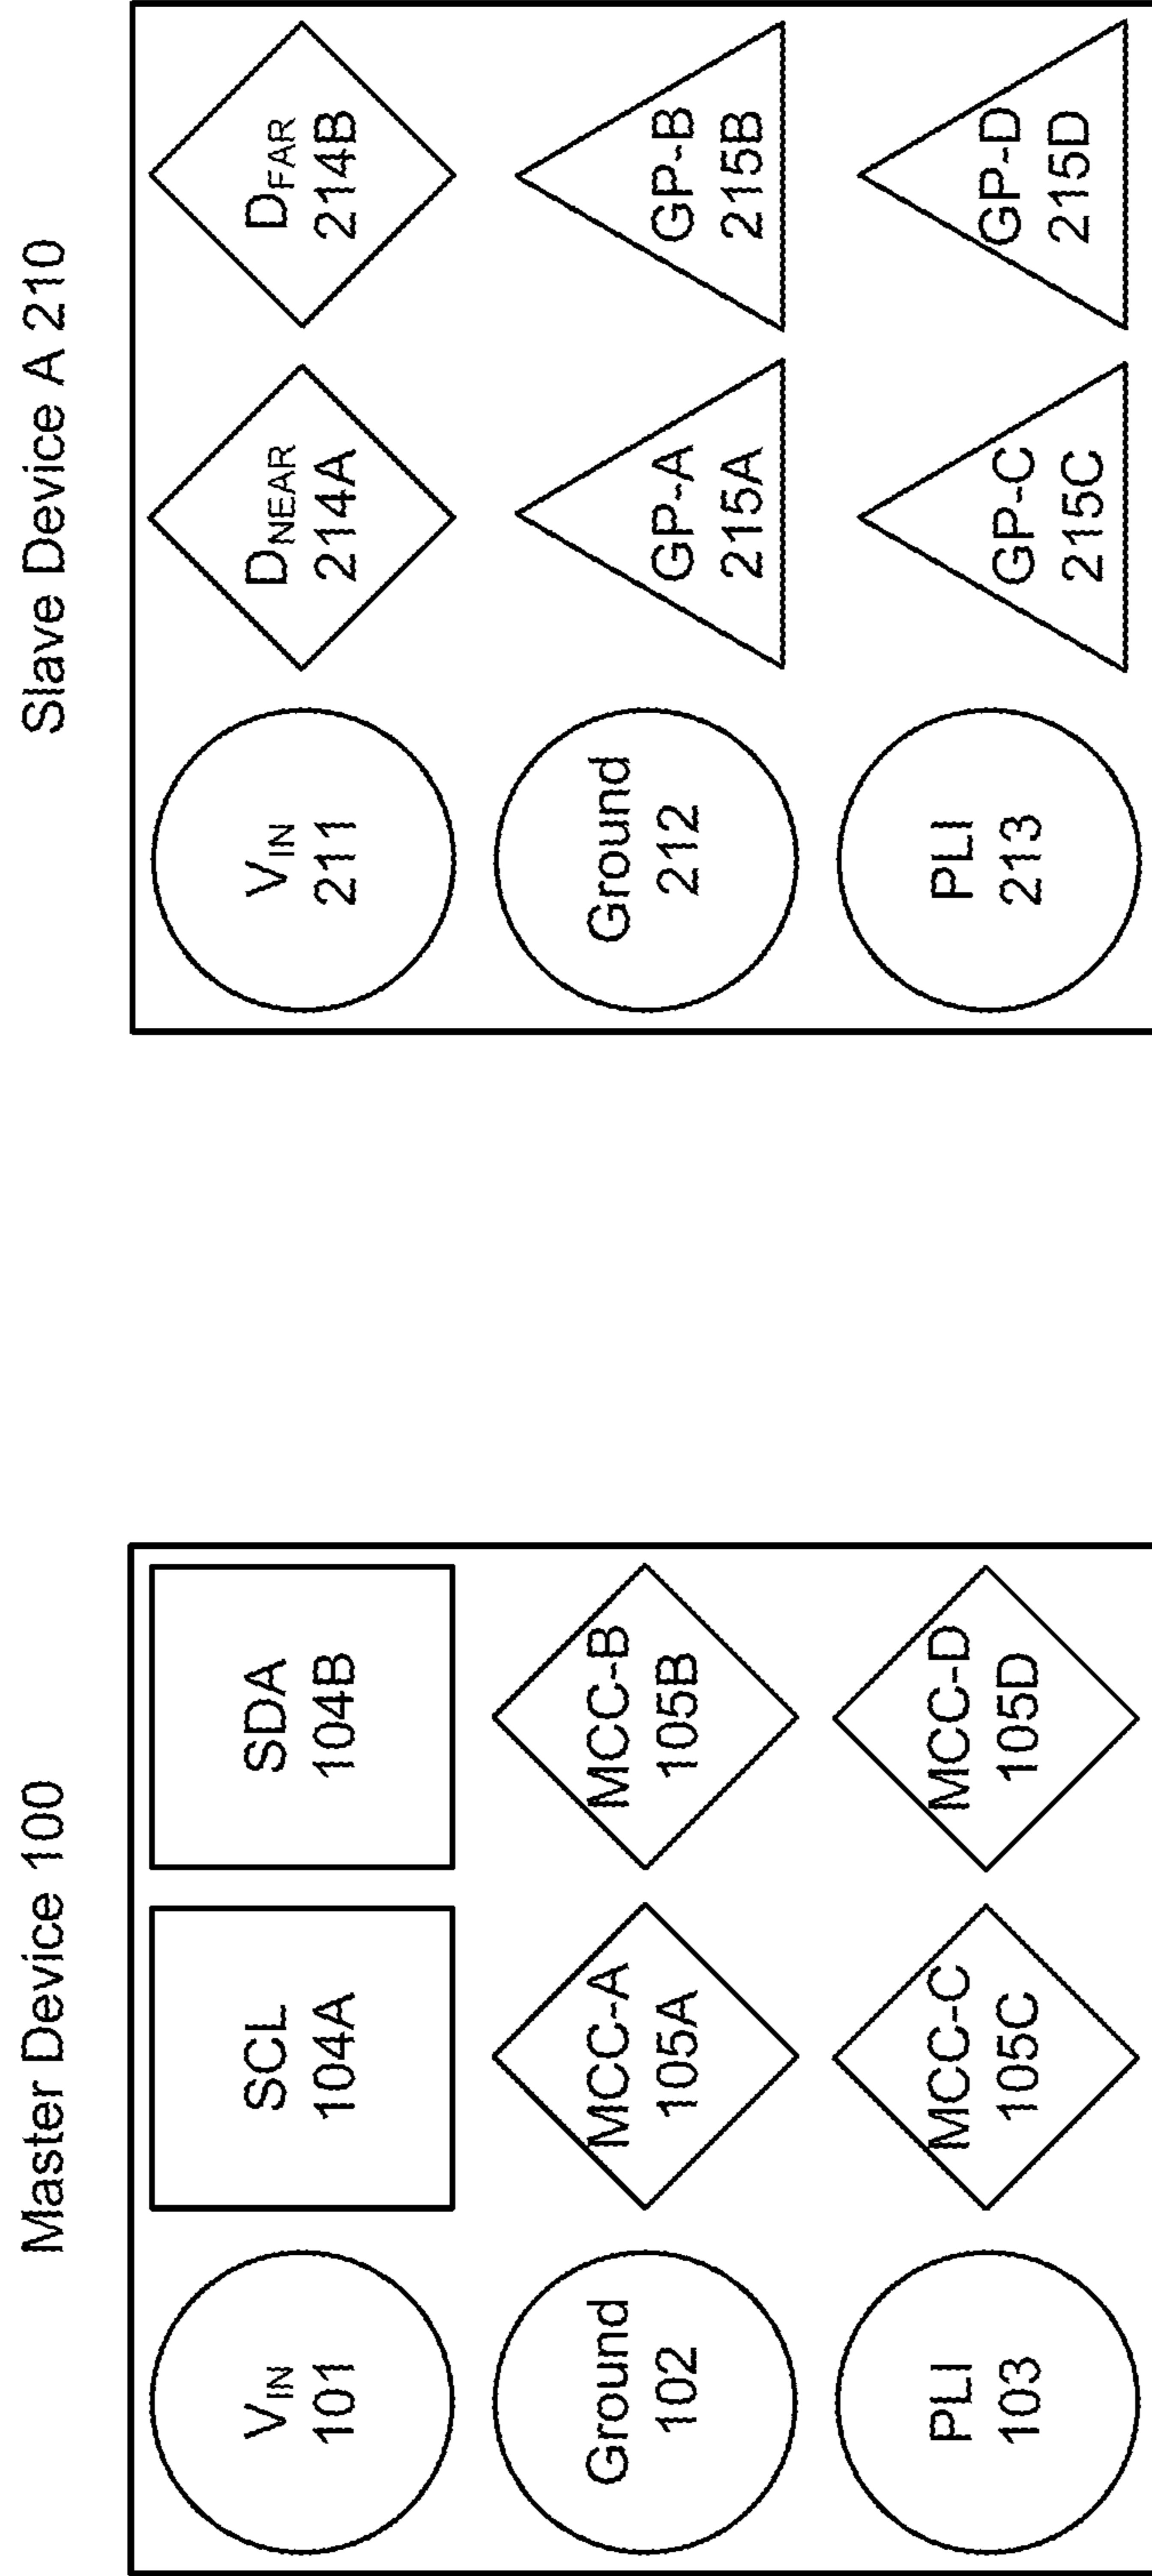 Master Device 100
V_IN
101
SCL
104A
SDA
104B
Ground
102
MCC-A
105A
MCC-B
105B
PLI
103
MCC-C
105C
MCC-D
105D
Slave Device A 210
V_IN
211
D_NEAR
214A
D_FAR
214B
Ground
212
GP-A
215A
GP-B
215B
PLI
213
GP-C
215C
GP-D
215D